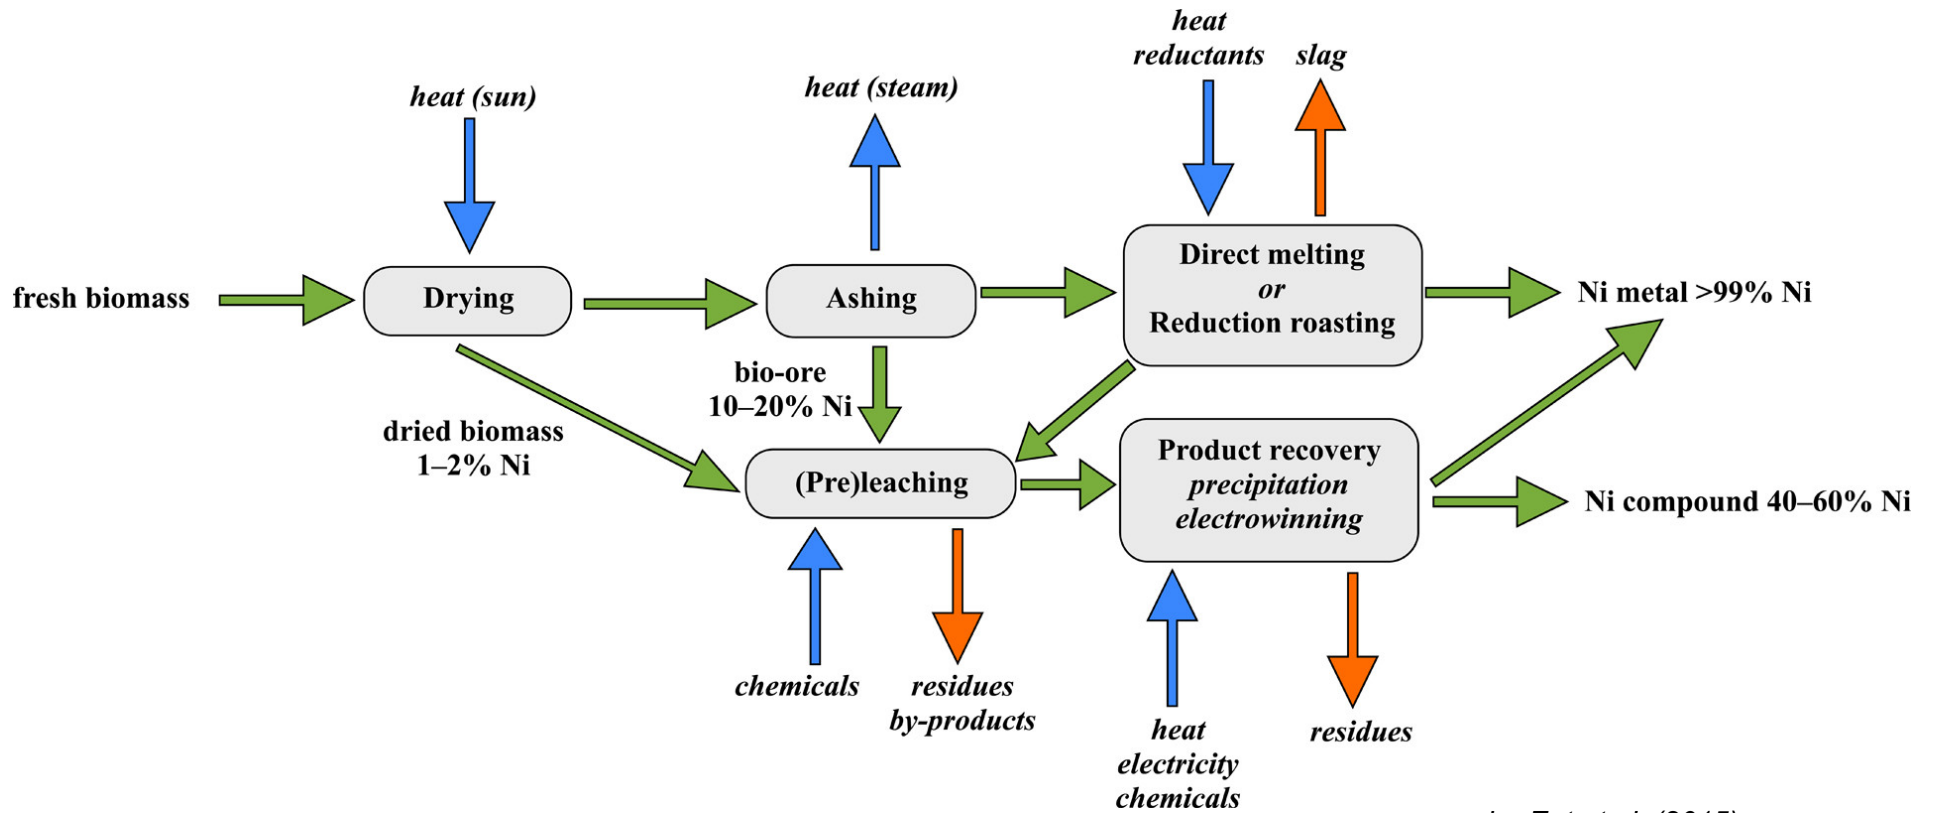 heat
reductants
slag
heat (sun)
heat (steam)
fresh biomass
Drying
Ashing
Direct melting
or
Reduction roasting
Ni metal >99% Ni
bio-ore
10–20% Ni
dried biomass
1–2% Ni
(Pre)leaching
Product recovery
precipitation
electrowinning
Ni compound 40–60% Ni
chemicals
residues
by-products
heat
electricity
chemicals
residues